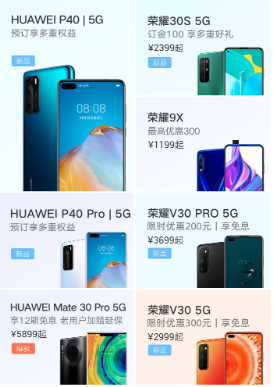 HUAWEI P40 | 5G
预订享多重权益
新品
08:08
荣耀30S 5G
订金100 享多重好礼
¥2399起
新品
荣耀9X
最高优惠300
¥1199起
HUAWEI P40 Pro | 5G
预订享多重权益
新品
荣耀V30 PRO 5G
限时优惠200元丨享免息
¥3699起
新品
HUAWEI Mate 30 Pro 5G
享12期免息 老用户加赠延保
¥5899起
爆款
荣耀V30 5G
限时优惠300元丨享免息
¥2999起
新品